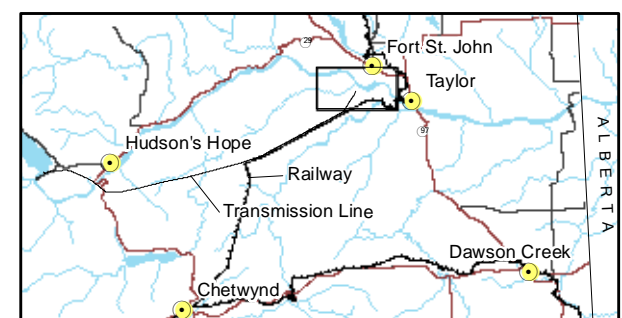 29
Fort St. John
Taylor
97
Hudson's Hope
ALBERTA
Railway
Transmission Line
Dawson Creek
Chetwynd